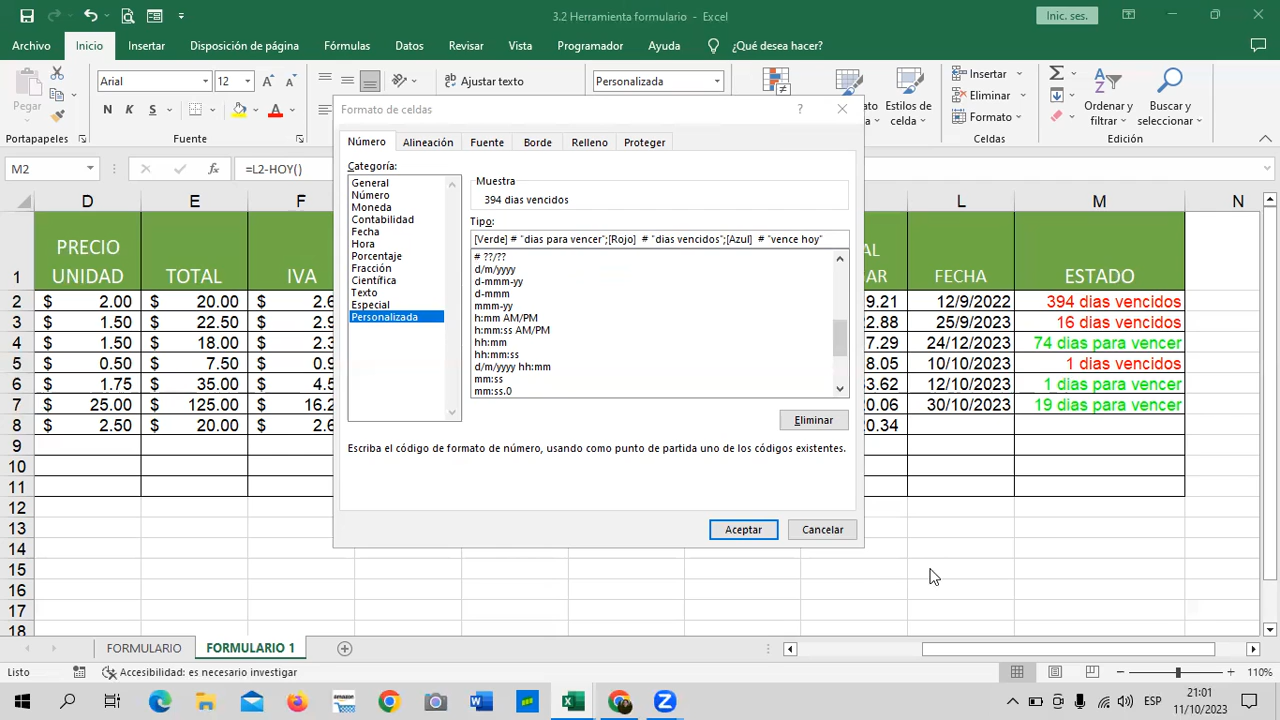 3.2 Herramienta formulario - Excel
Inic. ses.
Archivo Inicio Insertar Disposición de página Fórmulas Datos Revisar Vista Programador Ayuda ¿Qué desea hacer?
Pegar
Arial 12
N K S
Ajustar texto
Personalizada
Estilos de celda
Insertar
Eliminar
Formato
Ordenar y filtrar
Buscar y seleccionar
Portapapeles Fuente Celdas Edición
M2 =L2-HOY()
Formato de celdas
Número Alineación Fuente Borde Relleno Proteger
Categoría:
General
Número
Moneda
Contabilidad
Fecha
Hora
Porcentaje
Fracción
Científica
Texto
Especial
Personalizada
Muestra
394 dias vencidos
Tipo:
[Verde] # "dias para vencer";[Rojo]  # "dias vencidos";[Azul]  # "vence hoy"
# ??/??
d/m/yyyy
d-mmm-yy
d-mmm
mmm-yy
h:mm AM/PM
h:mm:ss AM/PM
hh:mm
hh:mm:ss
d/m/yyyy hh:mm
mm:ss
mm:ss.0
Eliminar
Escriba el código de formato de número, usando como punto de partida uno de los códigos existentes.
Aceptar Cancelar
D E F L M N
1 PRECIO UNIDAD TOTAL IVA FECHA ESTADO
2 $ 2.00 $ 20.00 $ 2.6 9.21 12/9/2022 394 dias vencidos
3 $ 1.50 $ 22.50 $ 2.9 2.88 25/9/2023 16 dias vencidos
4 $ 1.50 $ 18.00 $ 2.3 7.29 24/12/2023 74 dias para vencer
5 $ 0.50 $ 7.50 $ 0.9 8.05 10/10/2023 1 dias vencidos
6 $ 1.75 $ 35.00 $ 4.5 3.62 12/10/2023 1 dias para vencer
7 $ 25.00 $ 125.00 $ 16.2 0.06 30/10/2023 19 dias para vencer
8 $ 2.50 $ 20.00 $ 2.6 0.34
9
10
11
12
13
14
15
16
17
18
FORMULARIO FORMULARIO 1
Listo Accesibilidad: es necesario investigar 110%
ESP 21:01
11/10/2023